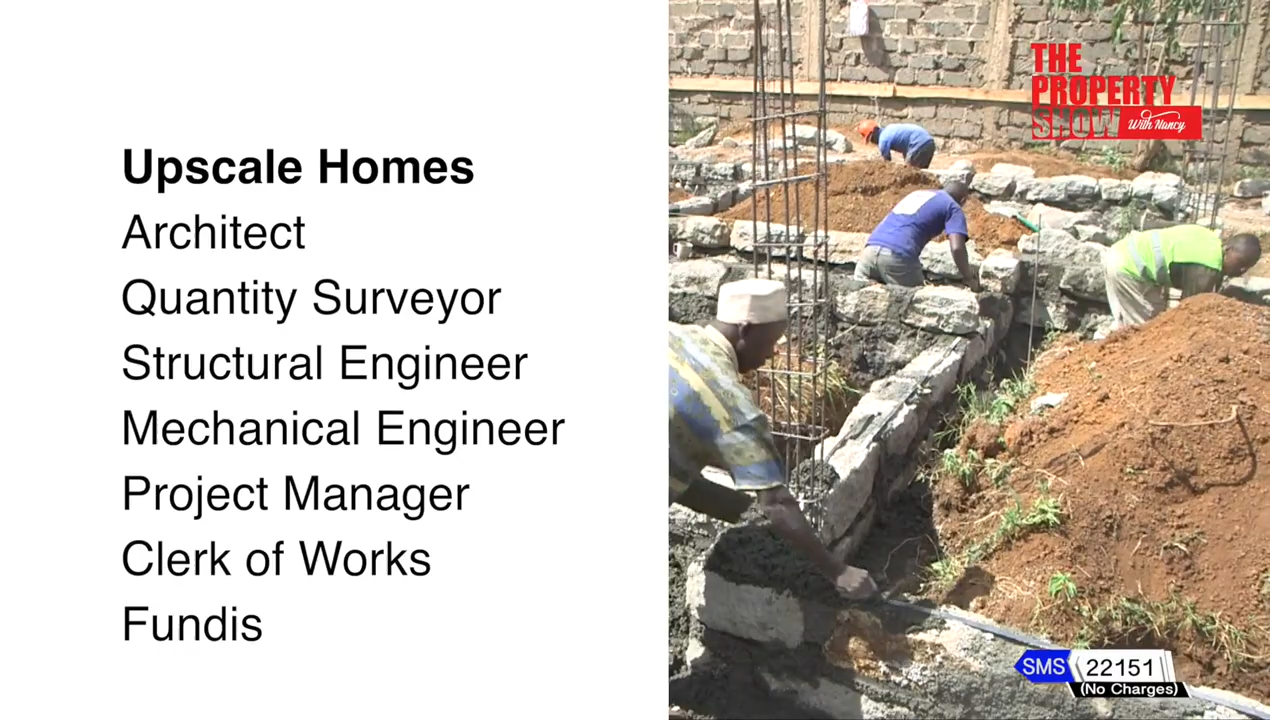 Upscale Homes
Architect
Quantity Surveyor
Structural Engineer
Mechanical Engineer
Project Manager
Clerk of Works
Fundis
THE
PROPERTY
SHOW
With Nancy
SMS 22151
(No Charges)